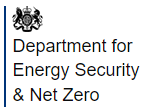 Department for
Energy Security
& Net Zero